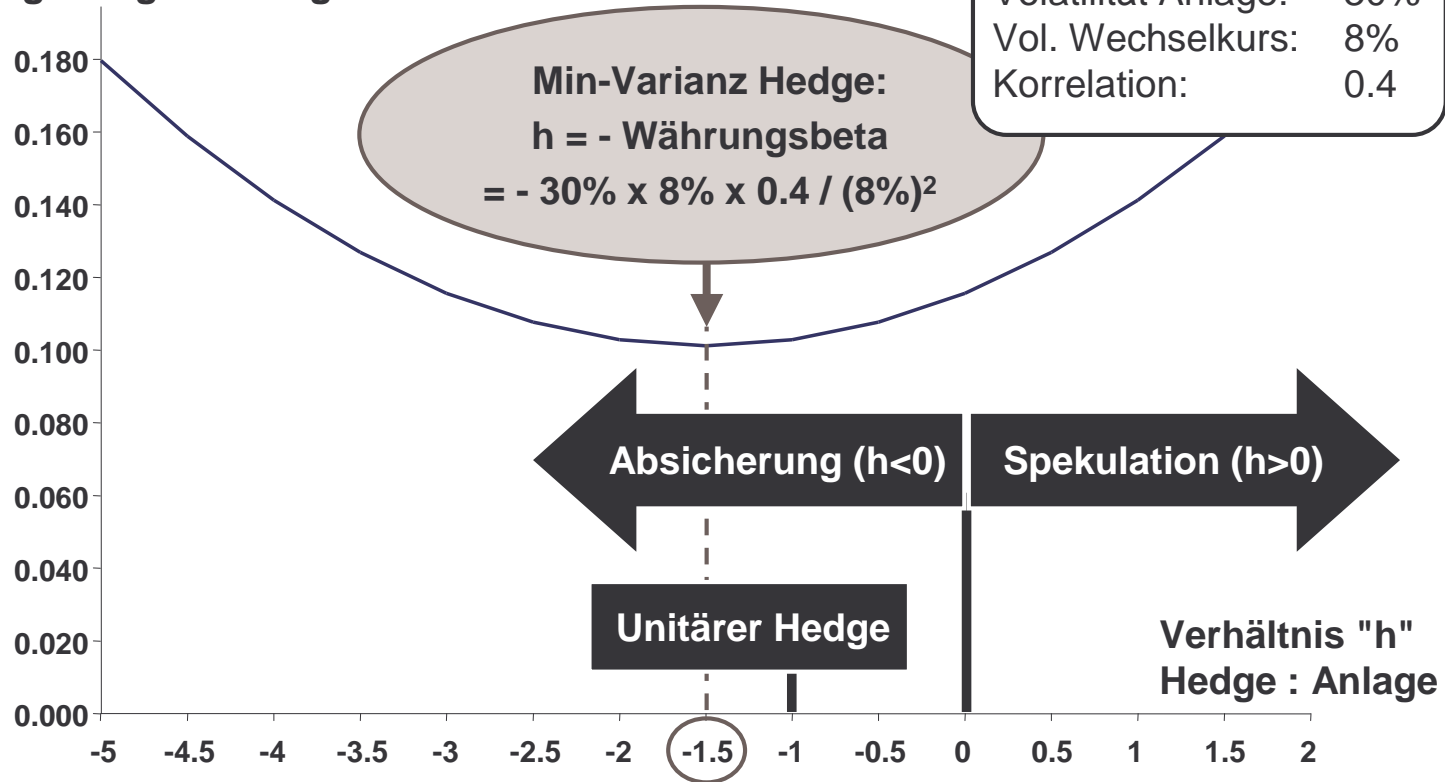 Vol. Wechselkurs: 8%
Korrelation: 0.4
Min-Varianz Hedge:
h = - Währungsbeta
= - 30% x 8% x 0.4 / (8%)²
0.180
0.160
0.140
0.120
0.100
0.080
0.060
0.040
0.020
0.000
Absicherung (h<0)
Spekulation (h>0)
Unitärer Hedge
Verhältnis "h"
Hedge : Anlage
-5 -4.5 -4 -3.5 -3 -2.5 -2 -1.5 -1 -0.5 0 0.5 1 1.5 2